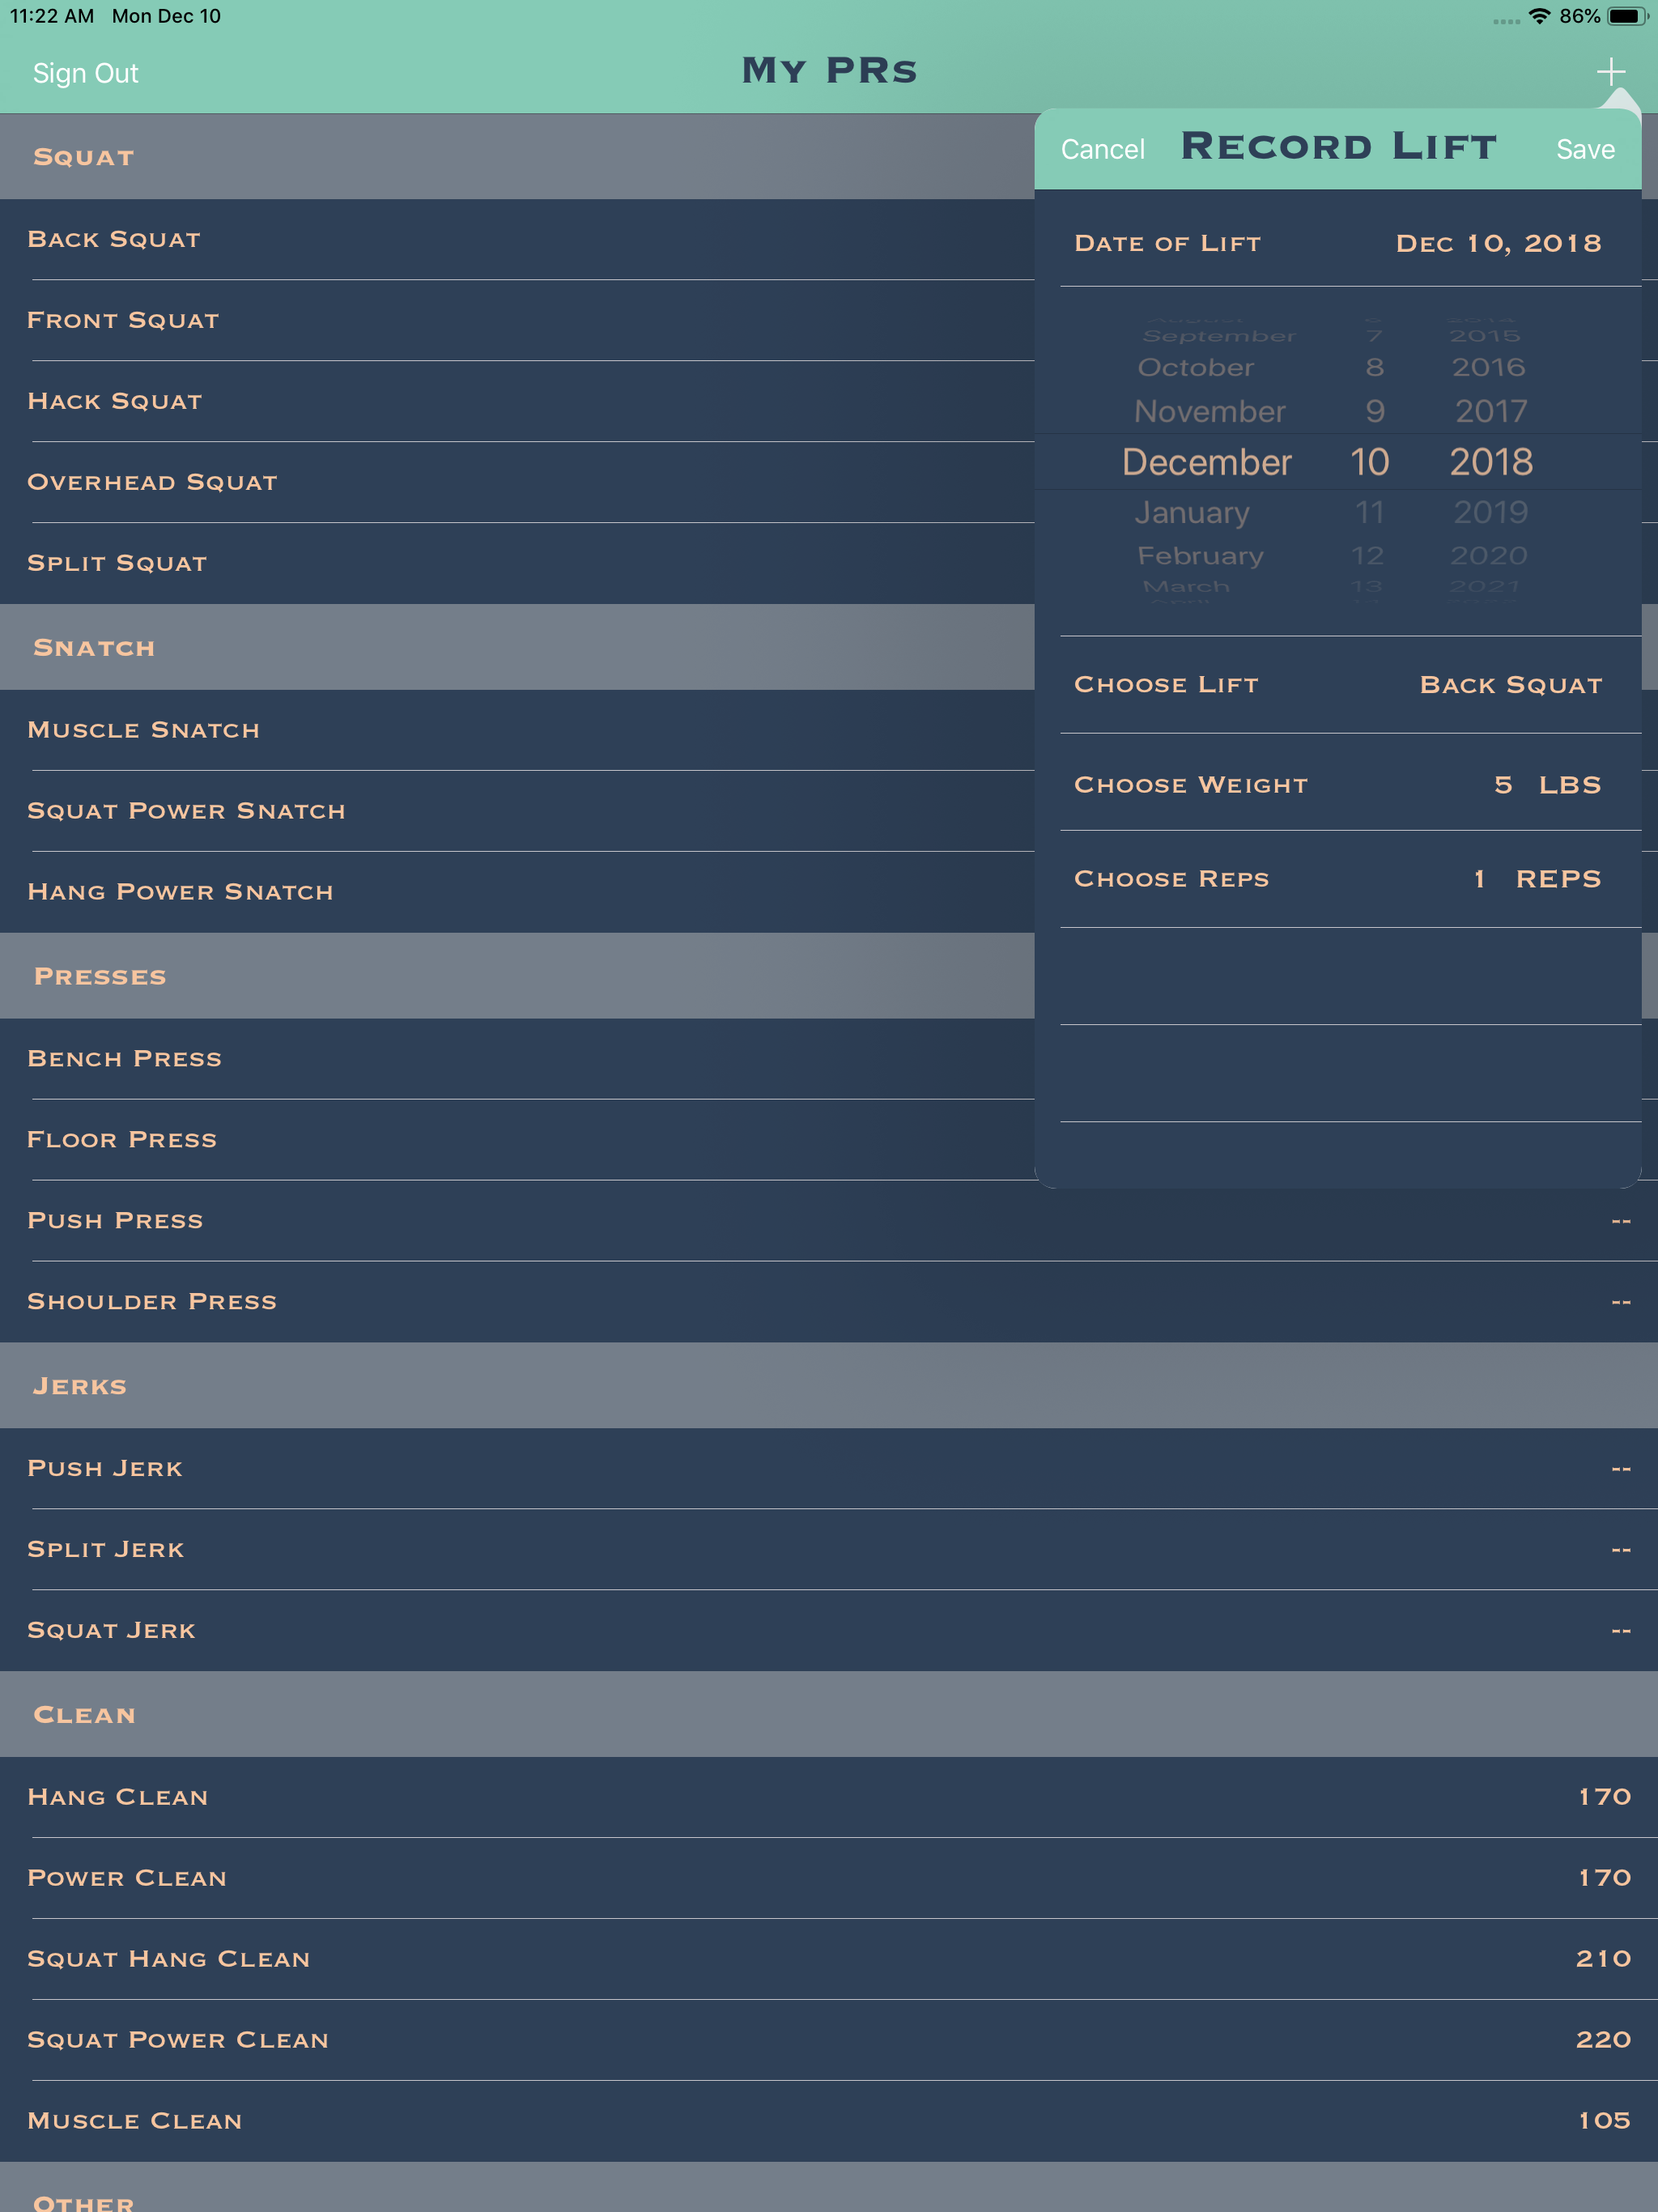 11:22 AM Mon Dec 10 86%
Sign Out My PRs +
Squat
Back Squat
Front Squat
Hack Squat
Overhead Squat
Split Squat
Snatch
Muscle Snatch
Squat Power Snatch
Hang Power Snatch
Presses
Bench Press
Floor Press
Push Press --
Shoulder Press --
Jerks
Push Jerk --
Split Jerk --
Squat Jerk --
Clean
Hang Clean 170
Power Clean 170
Squat Hang Clean 210
Squat Power Clean 220
Muscle Clean 105
Other
Cancel Record Lift Save
Date of Lift Dec 10, 2018
August 6 2014
September 7 2015
October 8 2016
November 9 2017
December 10 2018
January 11 2019
February 12 2020
March 13 2021
Choose Lift Back Squat
Choose Weight 5 LBS
Choose Reps 1 REPS